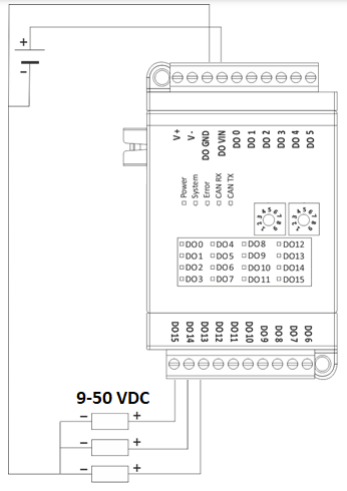 +
−
V+
V-
DO GND
DO VIN
DO 0
DO 1
DO 2
DO 3
DO 4
DO 5
Power
System
Error
CAN RX
CAN TX
DO0 DO4 DO8 DO12
DO1 DO5 DO9 DO13
DO2 DO6 DO10 DO14
DO3 DO7 DO11 DO15
DO15
DO14
DO13
DO12
DO11
DO10
DO9
DO8
DO7
DO6
9-50 VDC
− +
− +
− +